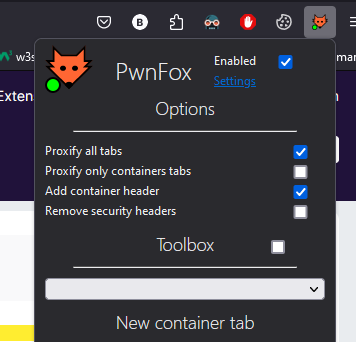 B
w3s
mar
Exten
n
PwnFox
Enabled
Settings
Options
Proxify all tabs
Proxify only containers tabs
Add container header
Remove security headers
Toolbox
New container tab